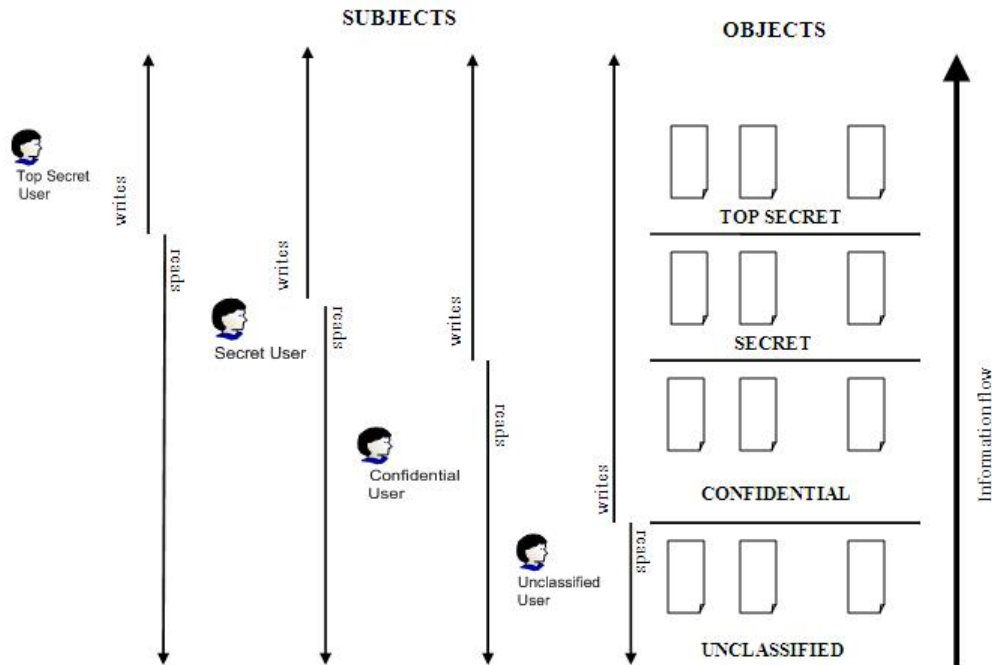 SUBJECTS
OBJECTS
Top Secret
User
writes
reads
Secret User
writes
reads
Confidential
User
writes
reads
Unclassified
User
writes
reads
TOP SECRET
SECRET
CONFIDENTIAL
UNCLASSIFIED
Information flow